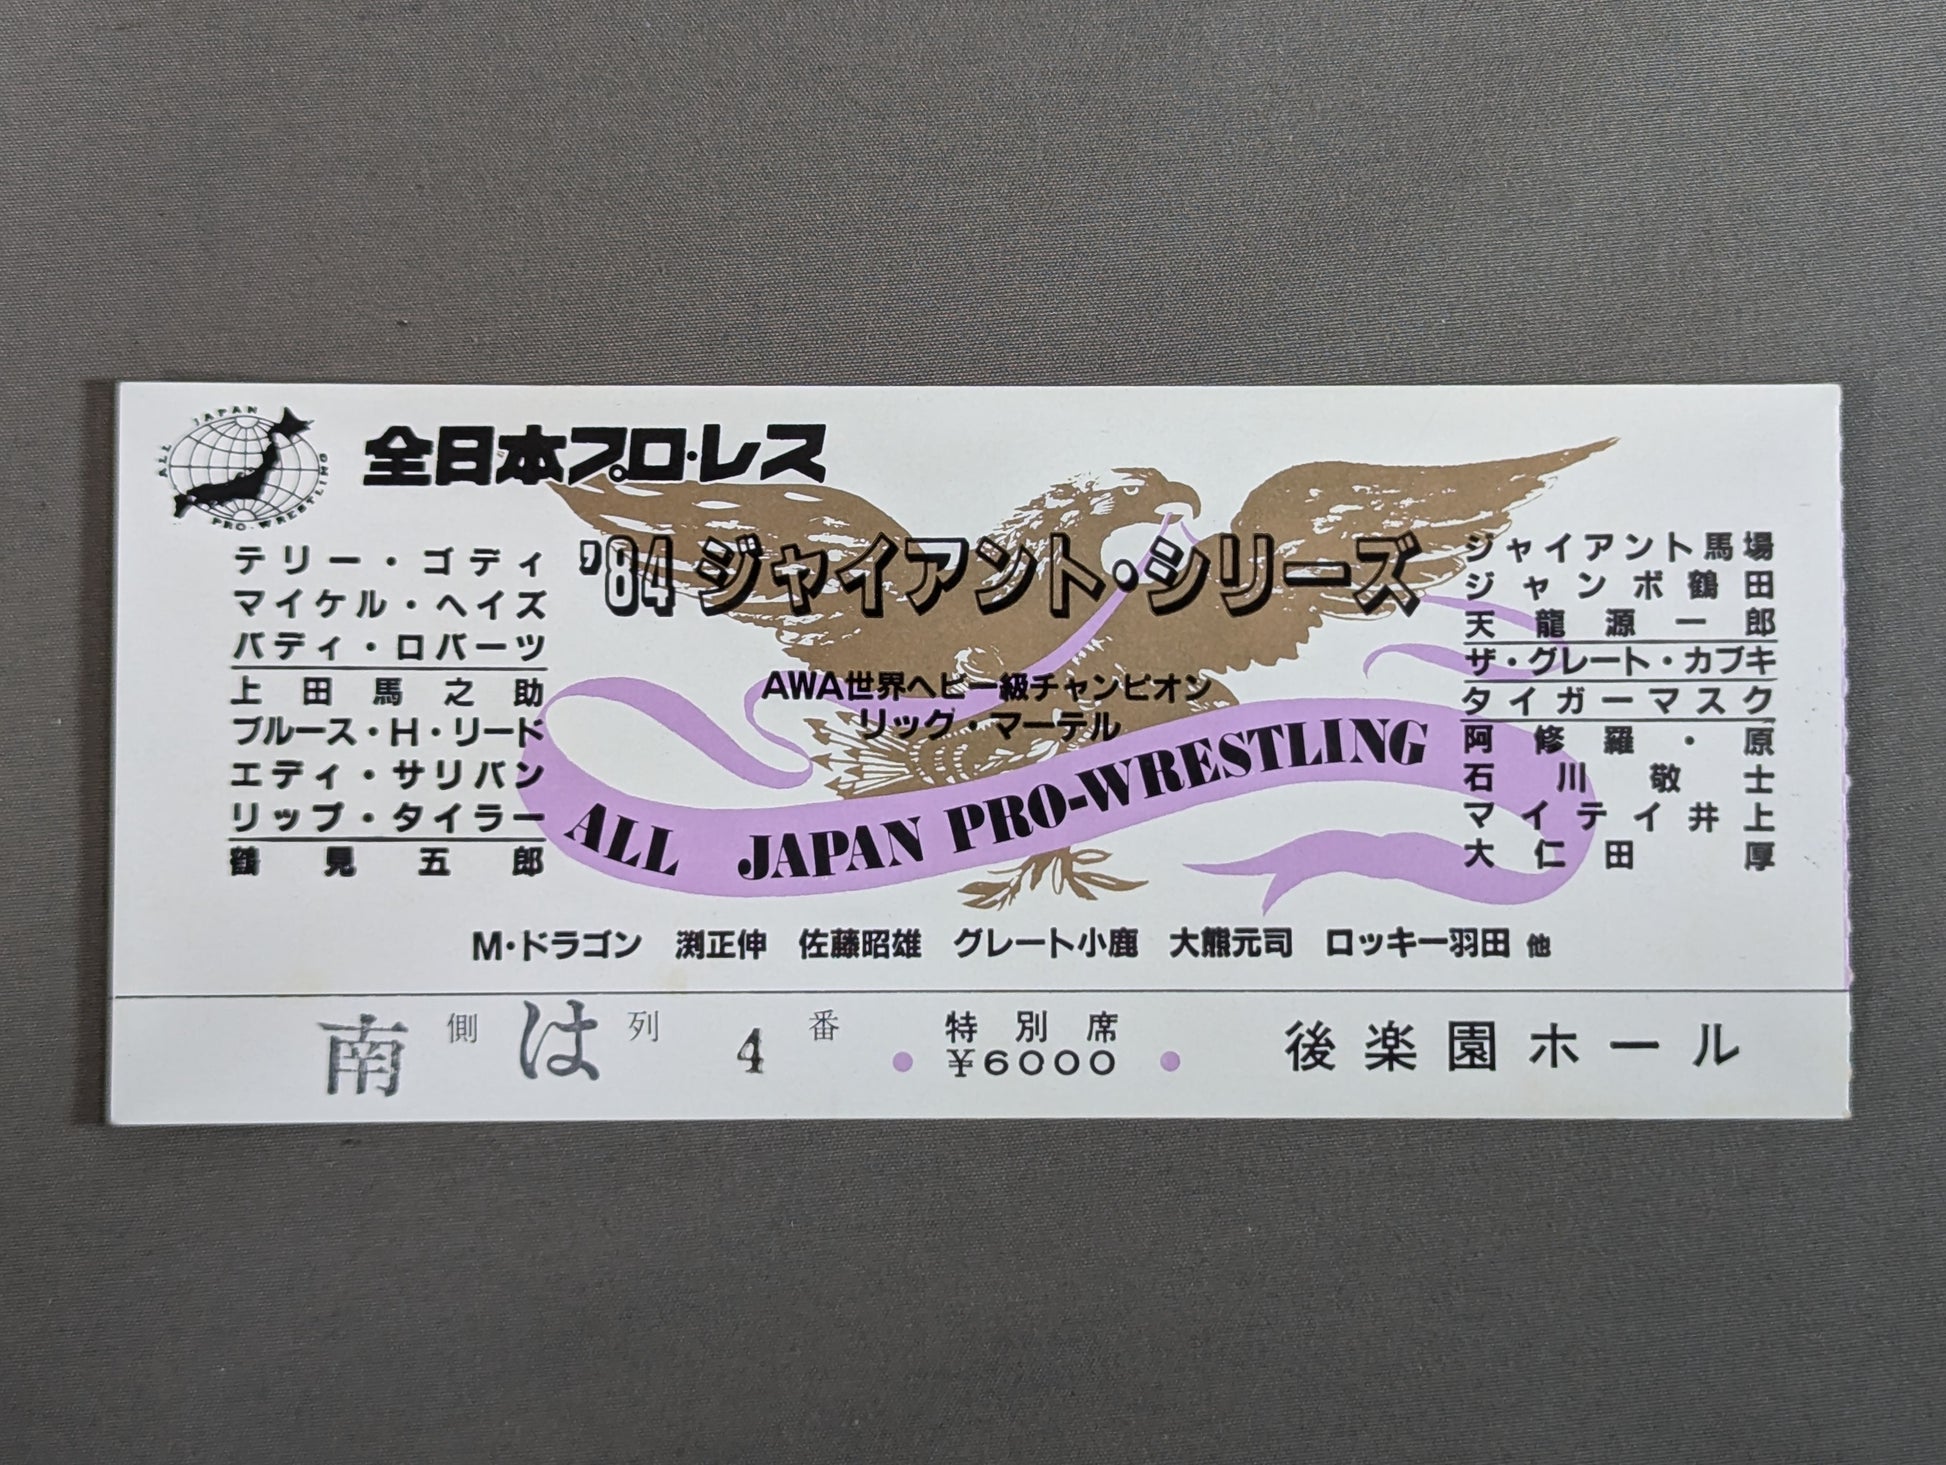 ALL JAPAN PRO-WRESTLING
全日本プロ・レス
'84 ジャイアント・シリーズ
AWA世界ヘビー級チャンピオン
リック・マーテル
ALL JAPAN PRO-WRESTLING
テリー・ゴディ
マイケル・ヘイズ
バディ・ロバーツ
上田馬之助
ブルース・H・リード
エディ・サリバン
リップ・タイラー
鶴見五郎
ジャイアント馬場
ジャンボ鶴田
天龍源一郎
ザ・グレート・カブキ
タイガーマスク
阿修羅・原
石川敬士
マイテイ井上
大仁田厚
M・ドラゴン 渕正伸 佐藤昭雄 グレート小鹿 大熊元司 ロッキー羽田 他
南側 は列 4番 ● 特別席 ¥6000 ● 後楽園ホール